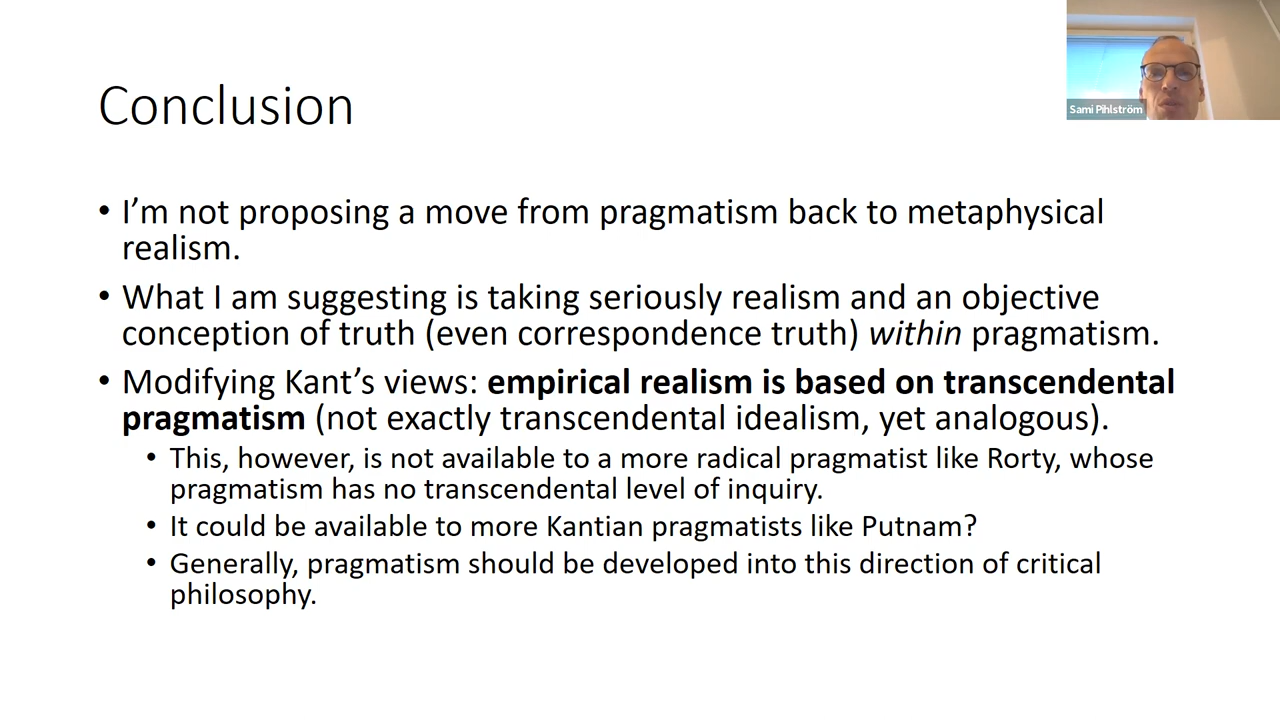 Sami Pihlström
Conclusion
• I'm not proposing a move from pragmatism back to metaphysical
realism.
• What I am suggesting is taking seriously realism and an objective
conception of truth (even correspondence truth) within pragmatism.
• Modifying Kant's views: empirical realism is based on transcendental
pragmatism (not exactly transcendental idealism, yet analogous).
• This, however, is not available to a more radical pragmatist like Rorty, whose
pragmatism has no transcendental level of inquiry.
• It could be available to more Kantian pragmatists like Putnam?
• Generally, pragmatism should be developed into this direction of critical
philosophy.